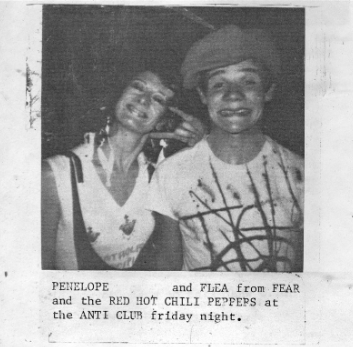 PENELOPE and FLEA from FEAR
and the RED HOT CHILI PEPPEPS at
the ANTI CLUB friday night.